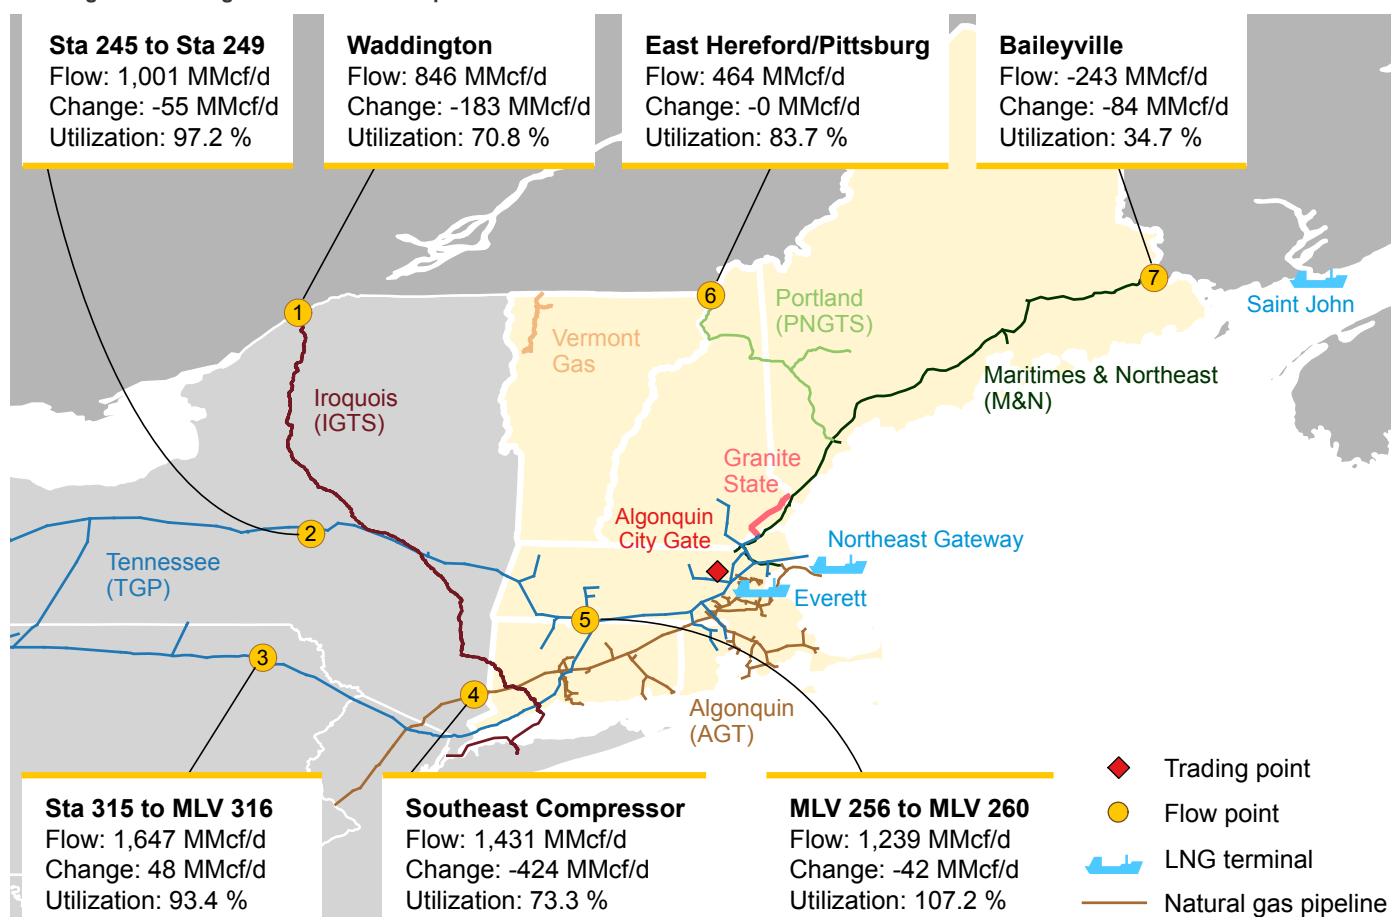 Sta 245 to Sta 249
Flow: 1,001 MMcf/d
Change: -55 MMcf/d
Utilization: 97.2 %
Waddington
Flow: 846 MMcf/d
Change: -183 MMcf/d
Utilization: 70.8 %
East Hereford/Pittsburg
Flow: 464 MMcf/d
Change: -0 MMcf/d
Utilization: 83.7 %
Baileyville
Flow: -243 MMcf/d
Change: -84 MMcf/d
Utilization: 34.7 %
1
6
7
Saint John
Portland
(PNGTS)
Vermont
Gas
Maritimes & Northeast
(M&N)
Iroquois
(IGTS)
Granite
State
Algonquin
City Gate
2
Northeast Gateway
Tennessee
(TGP)
Everett
5
3
4
Algonquin
(AGT)
Sta 315 to MLV 316
Flow: 1,647 MMcf/d
Change: 48 MMcf/d
Utilization: 93.4 %
Southeast Compressor
Flow: 1,431 MMcf/d
Change: -424 MMcf/d
Utilization: 73.3 %
MLV 256 to MLV 260
Flow: 1,239 MMcf/d
Change: -42 MMcf/d
Utilization: 107.2 %
Trading point
Flow point
LNG terminal
Natural gas pipeline